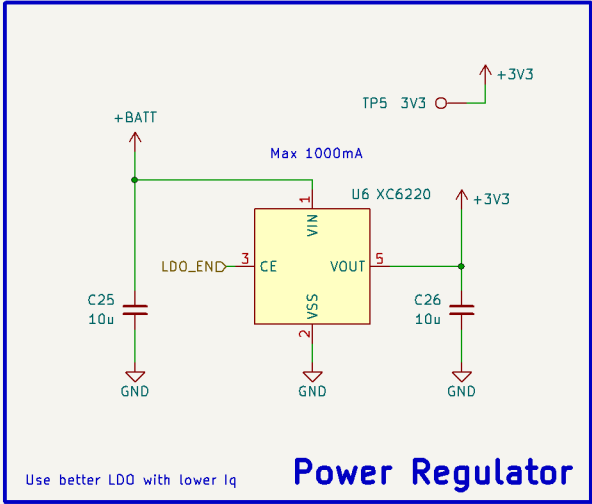 +3V3
TP5 3V3
+BATT
Max 1000mA
1
U6 XC6220
+3V3
VIN
LDO_EN
3
CE
VOUT
5
C25
10u
VSS
C26
10u
2
GND
GND
GND
Use better LDO with lower Iq
Power Regulator